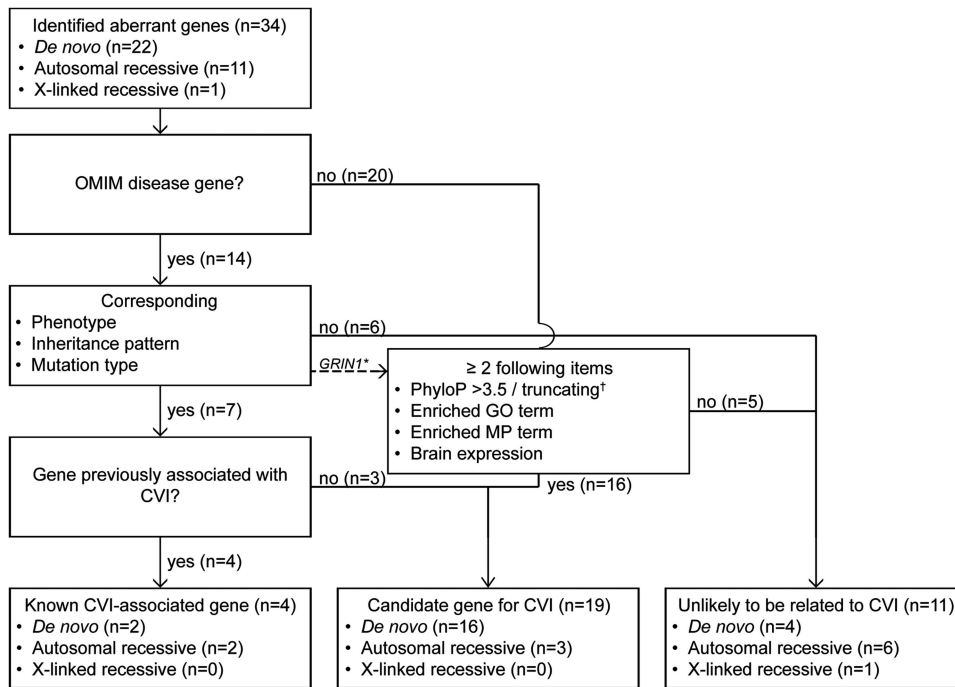 Identified aberrant genes (n=34)
• De novo (n=22)
• Autosomal recessive (n=11)
• X-linked recessive (n=1)
OMIM disease gene?
no (n=20)
yes (n=14)
Corresponding
• Phenotype
• Inheritance pattern
• Mutation type
no (n=6)
GRIN1*
≥ 2 following items
• PhyloP >3.5 / truncating†
• Enriched GO term
• Enriched MP term
• Brain expression
no (n=5)
yes (n=7)
Gene previously associated with
CVI?
no (n=3)
yes (n=16)
yes (n=4)
Known CVI-associated gene (n=4)
• De novo (n=2)
• Autosomal recessive (n=2)
• X-linked recessive (n=0)
Candidate gene for CVI (n=19)
• De novo (n=16)
• Autosomal recessive (n=3)
• X-linked recessive (n=0)
Unlikely to be related to CVI (n=11)
• De novo (n=4)
• Autosomal recessive (n=6)
• X-linked recessive (n=1)